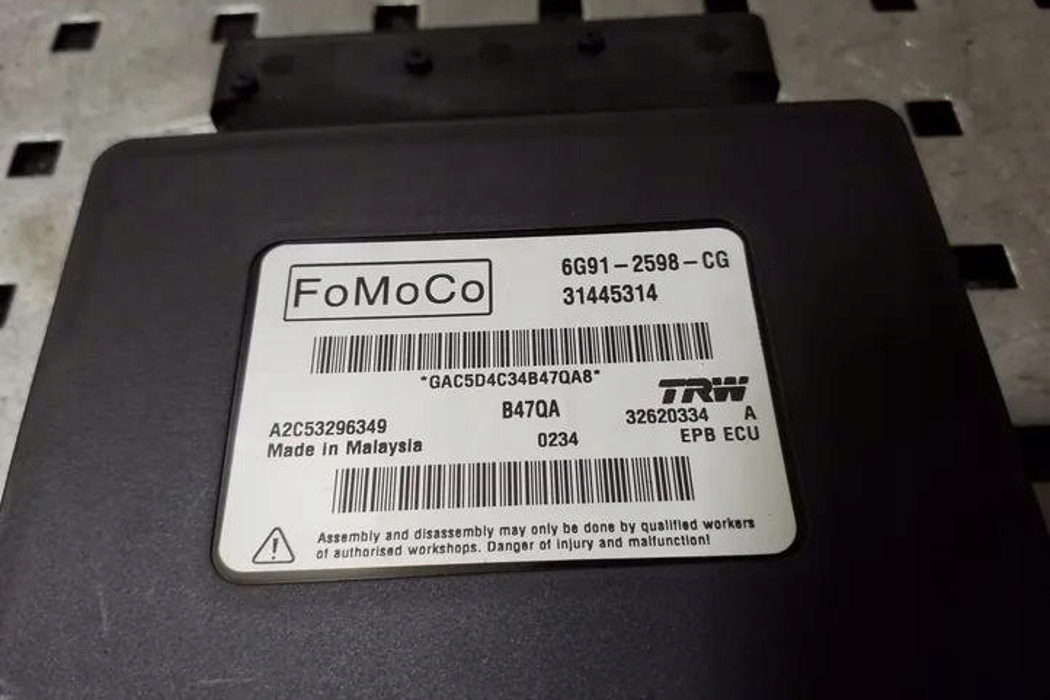 FoMoCo
6G91-2598-CG
31445314
*GAC5D4C34B47QA8*
TRW
B47QA
32620334 A
A2C53296349
0234
EPB ECU
Made in Malaysia
Assembly and disassembly may only be done by qualified workers
of authorised workshops. Danger of injury and malfunction!